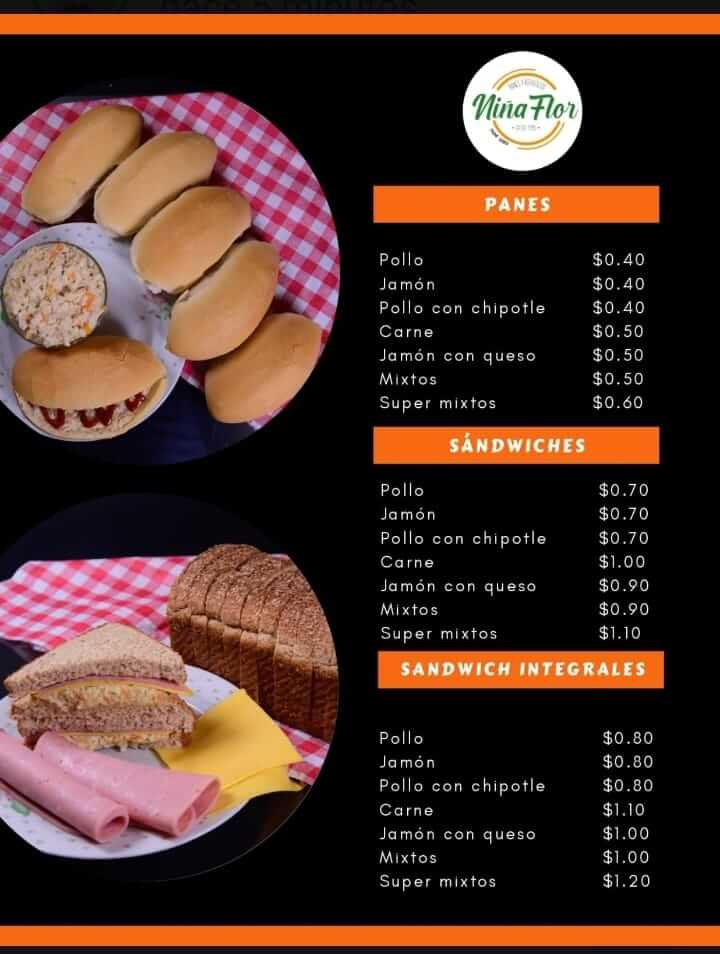 hace 5 minutos
Niña Flor
PANES
Pollo $0.40
Jamón $0.40
Pollo con chipotle $0.40
Carne $0.50
Jamón con queso $0.50
Mixtos $0.50
Super mixtos $0.60
SÁNDWICHES
Pollo $0.70
Jamón $0.70
Pollo con chipotle $0.70
Carne $1.00
Jamón con queso $0.90
Mixtos $0.90
Super mixtos $1.10
SANDWICH INTEGRALES
Pollo $0.80
Jamón $0.80
Pollo con chipotle $0.80
Carne $1.10
Jamón con queso $1.00
Mixtos $1.00
Super mixtos $1.20